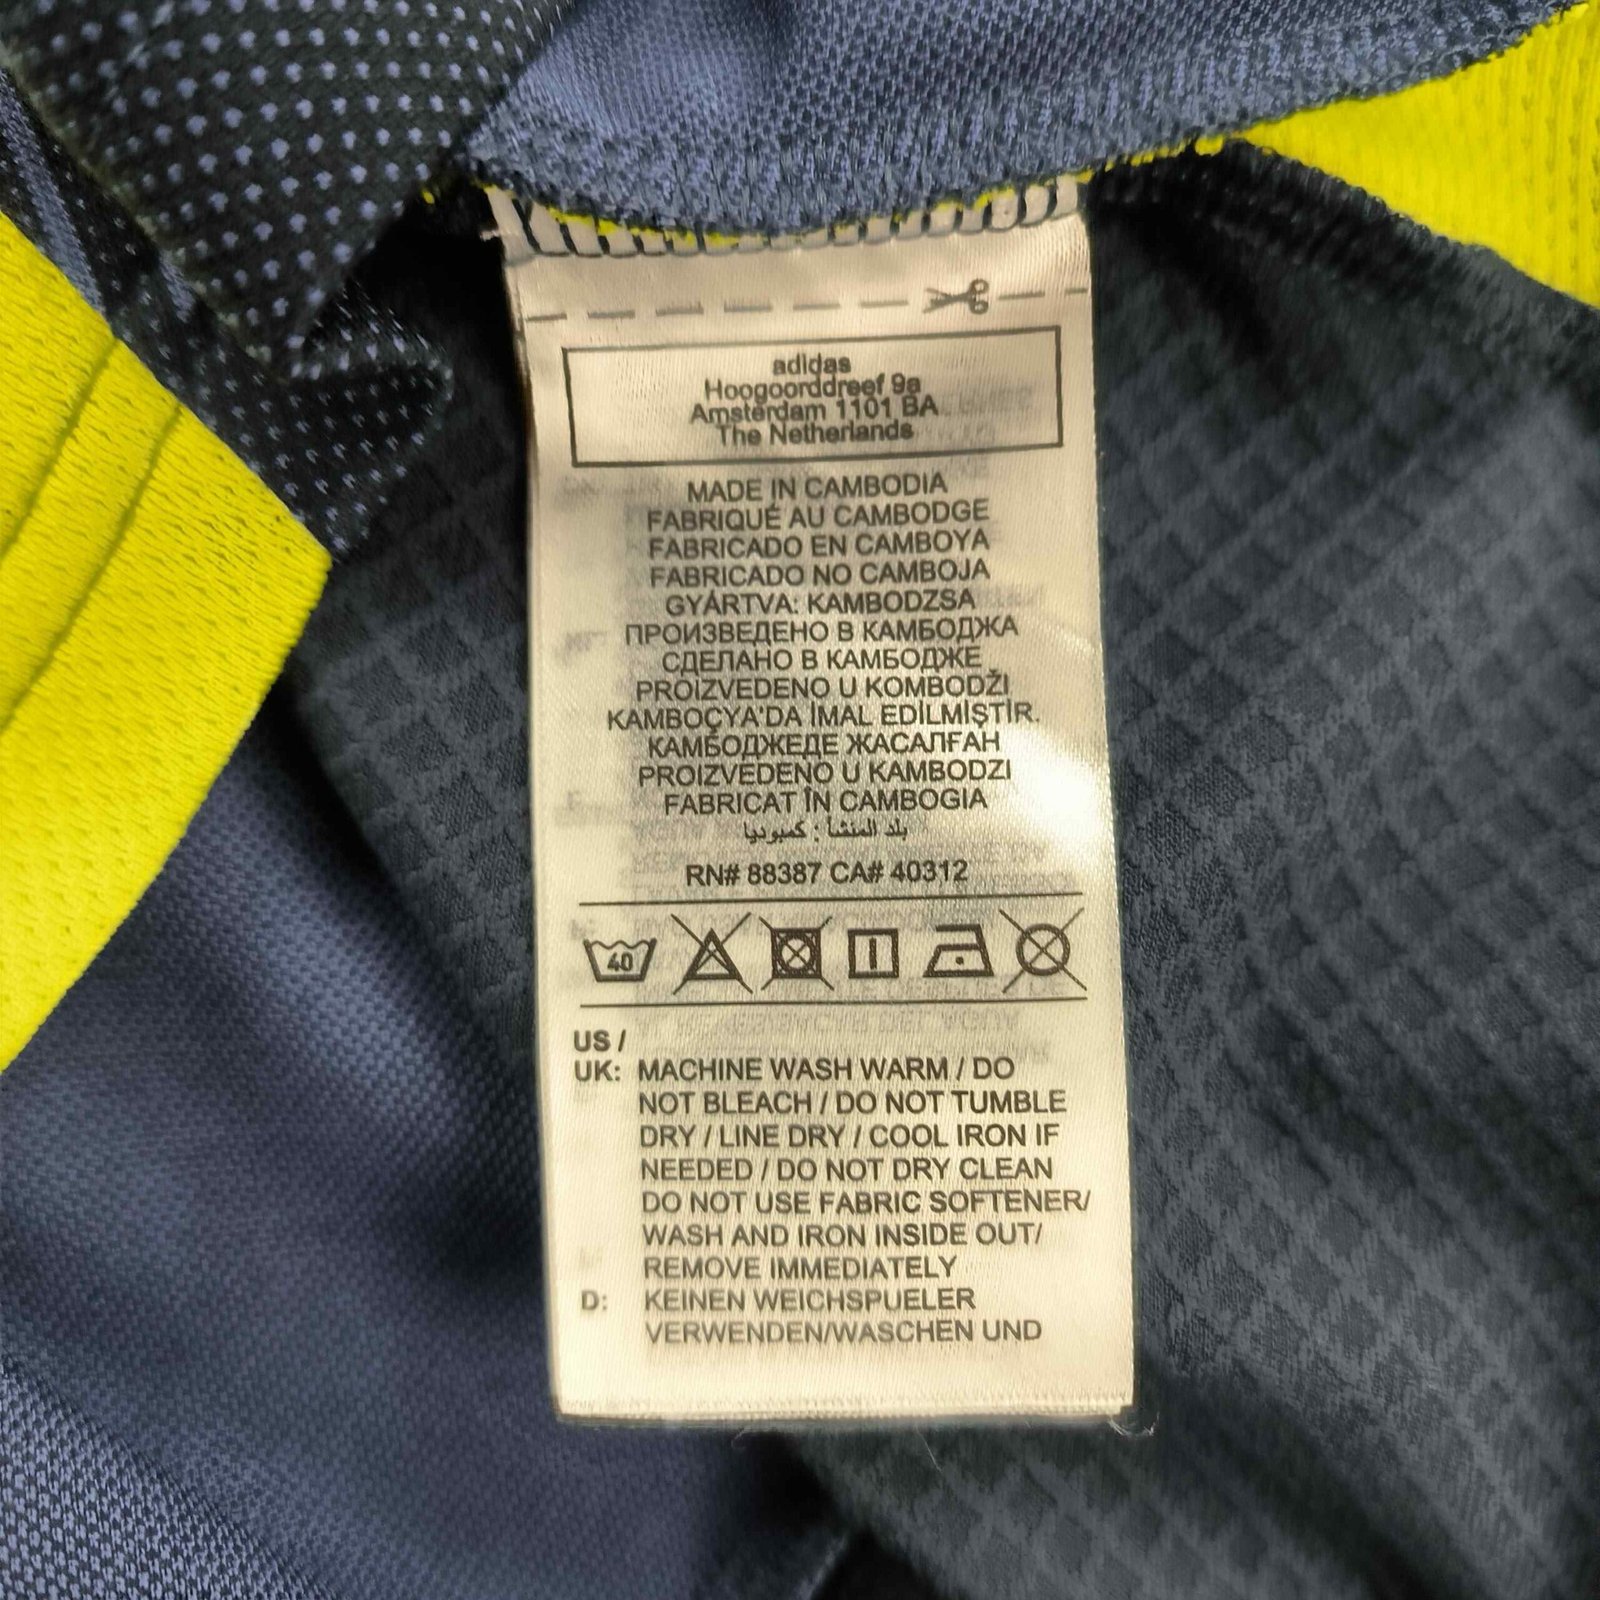 adidas
Hoogoorddreef 9a
Amsterdam 1101 BA
The Netherlands
MADE IN CAMBODIA
FABRIQUÉ AU CAMBODGE
FABRICADO EN CAMBOYA
FABRICADO NO CAMBOJA
GYÁRTVA: KAMBODZSA
ПРОИЗВЕДЕНО В КАМБОДЖА
СДЕЛАНО В КАМБОДЖЕ
PROIZVEDENO U KOMBODŽI
KAMBOÇYA'DA İMAL EDİLMİŞTİR.
КАМБОДЖЕДЕ ЖАСАЛҒАН
PROIZVEDENO U KAMBODZI
FABRICAT ÎN CAMBOGIA
بلد المنشأ : كمبوديا
RN# 88387 CA# 40312
40
US /
UK: MACHINE WASH WARM / DO
NOT BLEACH / DO NOT TUMBLE
DRY / LINE DRY / COOL IRON IF
NEEDED / DO NOT DRY CLEAN
DO NOT USE FABRIC SOFTENER/
WASH AND IRON INSIDE OUT/
REMOVE IMMEDIATELY
D: KEINEN WEICHSPUELER
VERWENDEN/WASCHEN UND